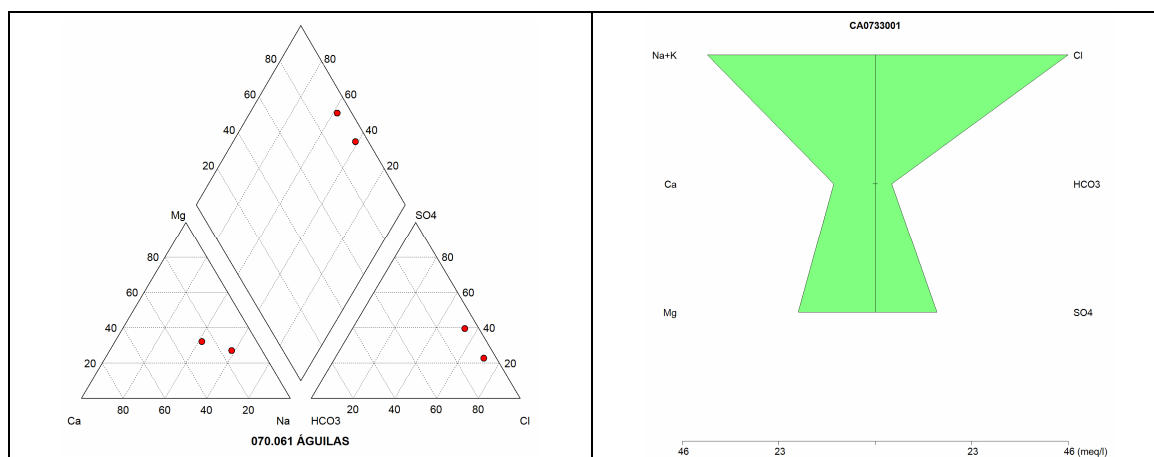 80 80
60 60
40 40
20 20
Mg SO4
80 80
60 60
40 40
20 20
Ca 80 60 40 20 Na HCO3 20 40 60 80 Cl
070.061 ÁGUILAS
CA0733001
Na+K Cl
Ca HCO3
Mg SO4
46 23 23 46 (meq/l)